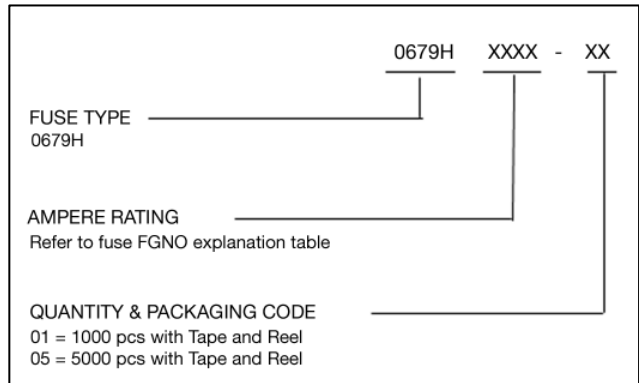 0679H XXXX - XX
FUSE TYPE
0679H
AMPERE RATING
Refer to fuse FGNO explanation table
QUANTITY & PACKAGING CODE
01 = 1000 pcs with Tape and Reel
05 = 5000 pcs with Tape and Reel